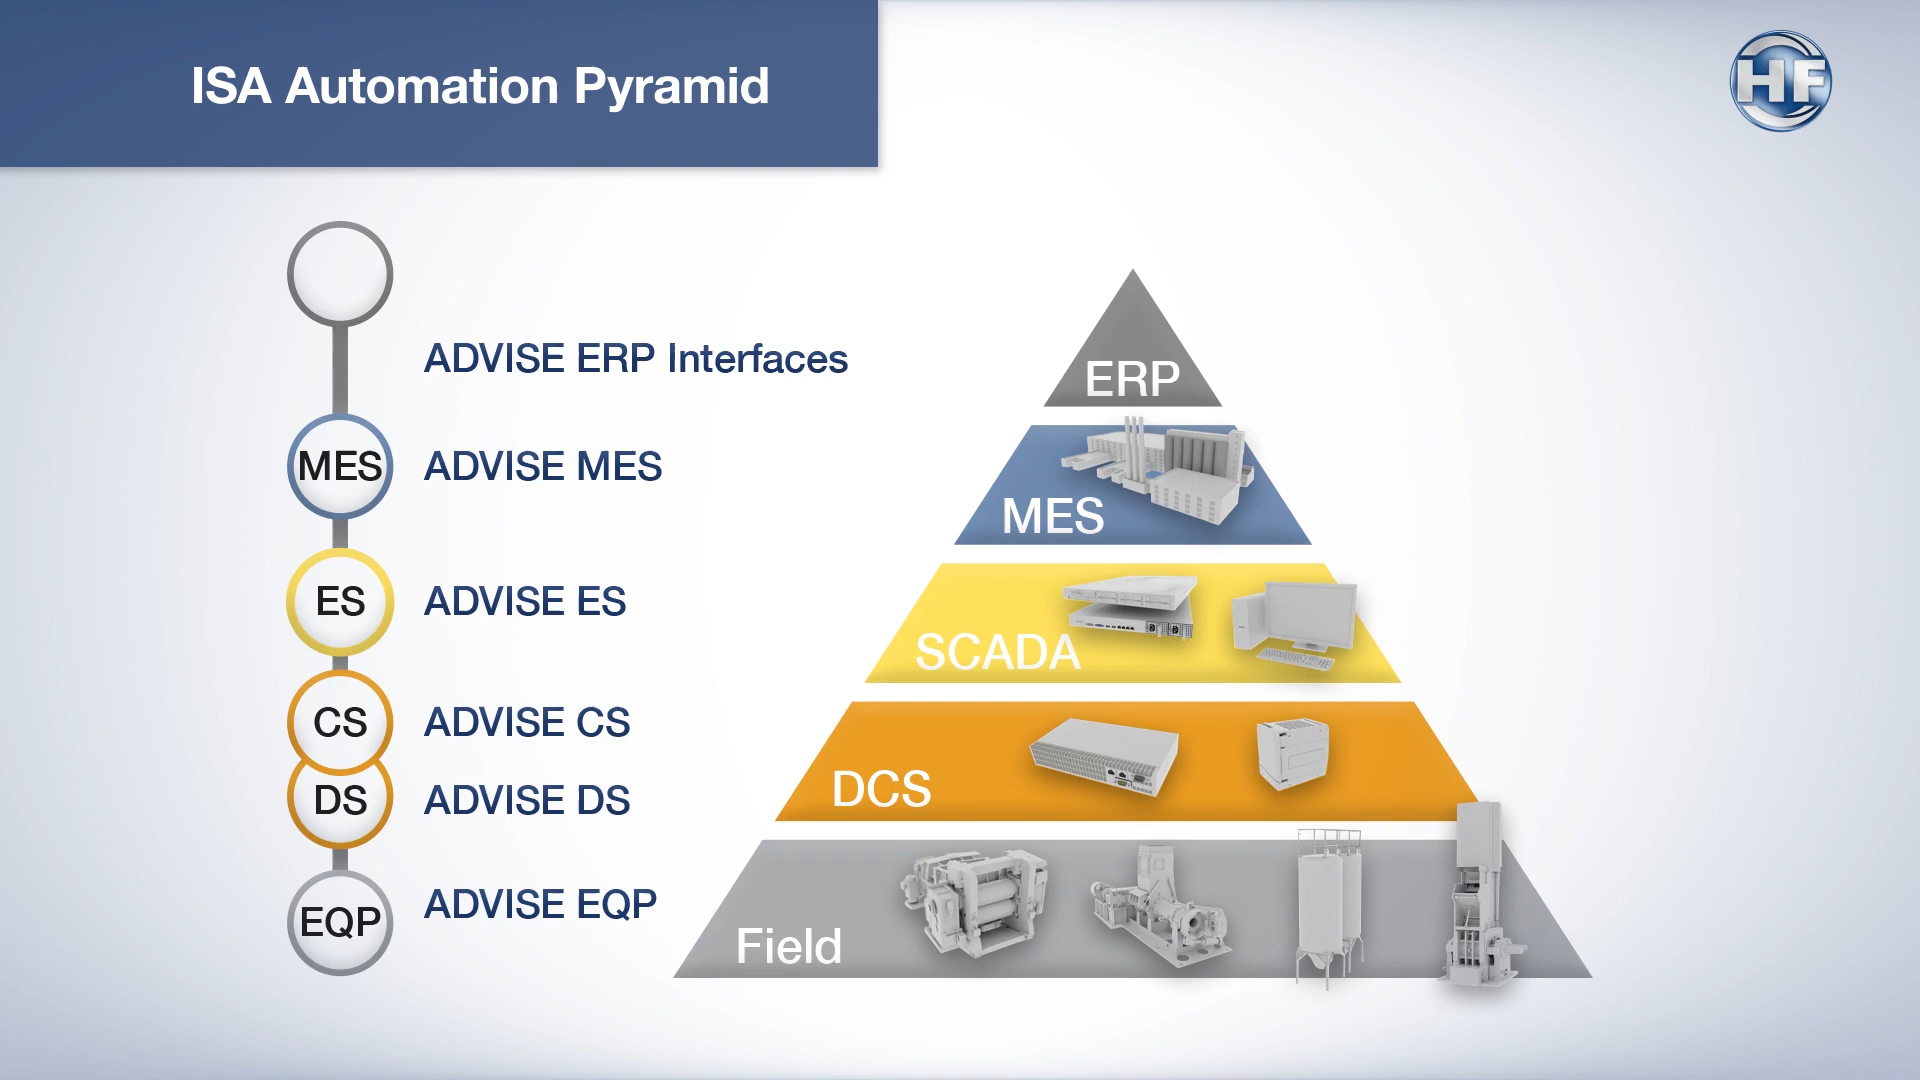 ISA Automation Pyramid
HF
ADVISE ERP Interfaces
MES
ADVISE MES
ES
ADVISE ES
CS
ADVISE CS
DS
ADVISE DS
EQP
ADVISE EQP
ERP
MES
SCADA
DCS
Field